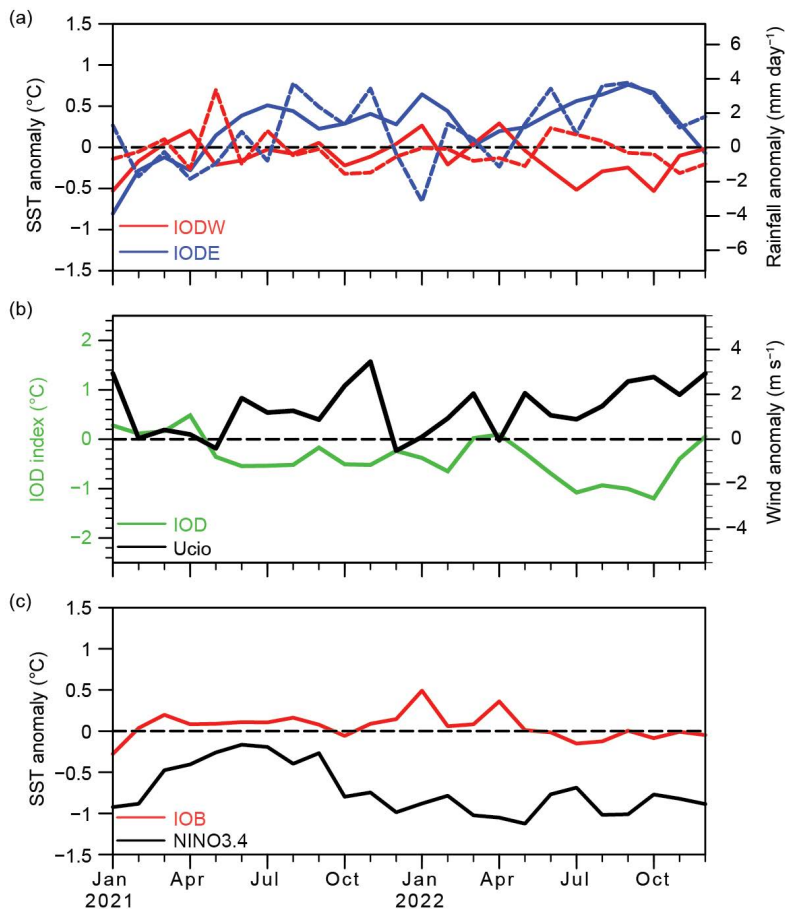 (a)
1.5
1
0.5
0
−0.5
−1
−1.5
SST anomaly (°C)
6
4
2
0
−2
−4
−6
Rainfall anomaly (mm day⁻¹)
IODW
IODE
(b)
2
1
0
−1
−2
IOD index (°C)
4
2
0
−2
−4
Wind anomaly (m s⁻¹)
IOD
Ucio
(c)
1.5
1
0.5
0
−0.5
−1
−1.5
SST anomaly (°C)
IOB
NINO3.4
Jan Apr Jul Oct Jan Apr Jul Oct
2021 2022